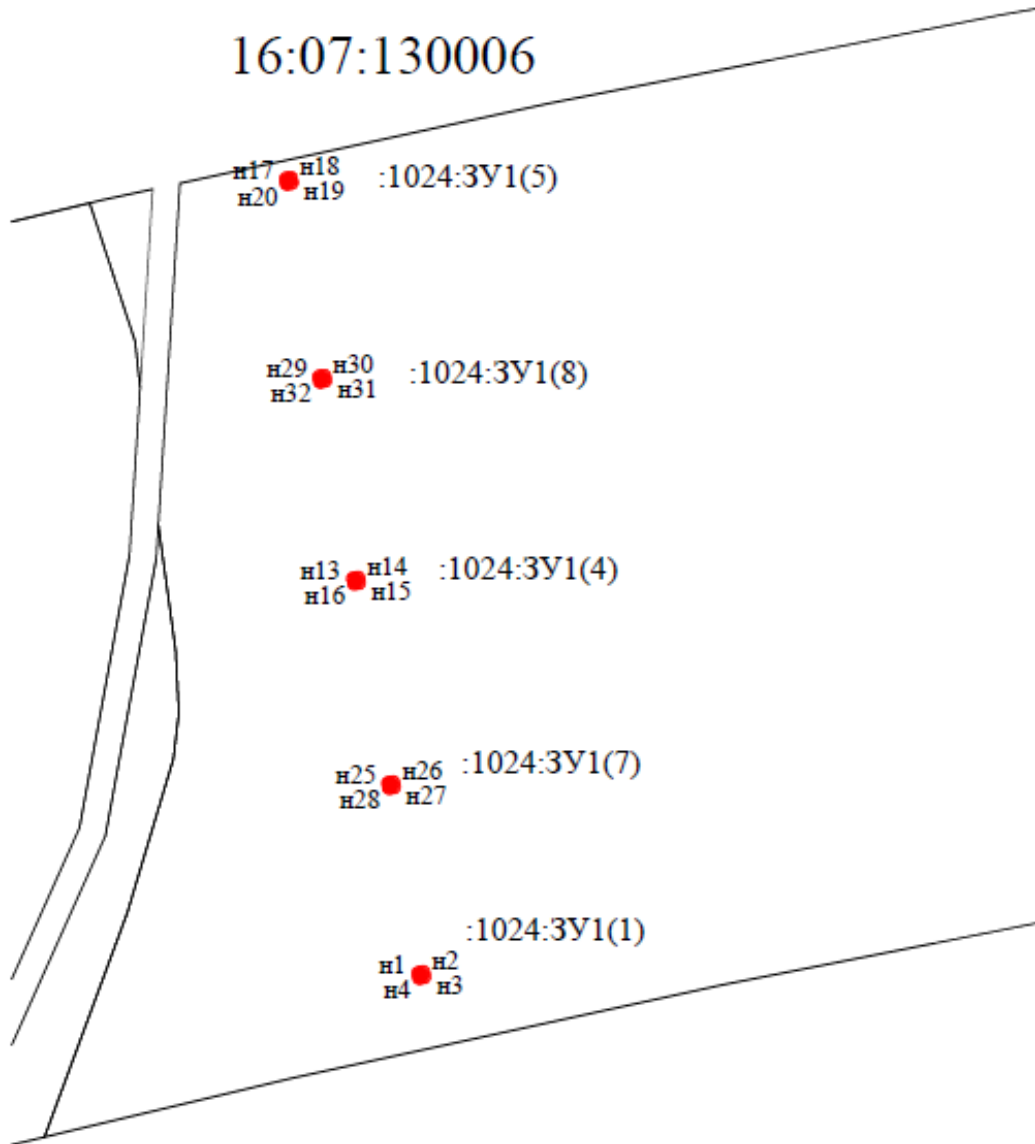 16:07:130006
н17 н18
н20 н19
:1024:ЗУ1(5)
н29 н30
н32 н31
:1024:ЗУ1(8)
н13 н14
н16 н15
:1024:ЗУ1(4)
н25 н26
н28 н27
:1024:ЗУ1(7)
:1024:ЗУ1(1)
н1 н2
н4 н3